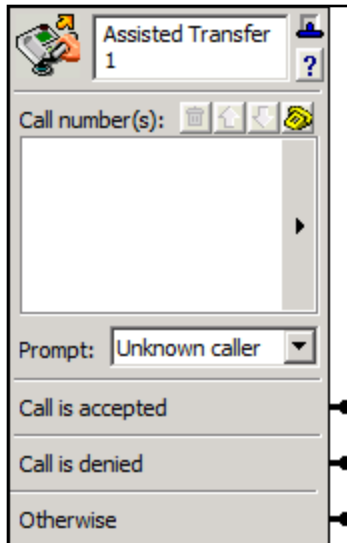 Assisted Transfer
1
?
Call number(s):
Prompt: Unknown caller
Call is accepted
Call is denied
Otherwise